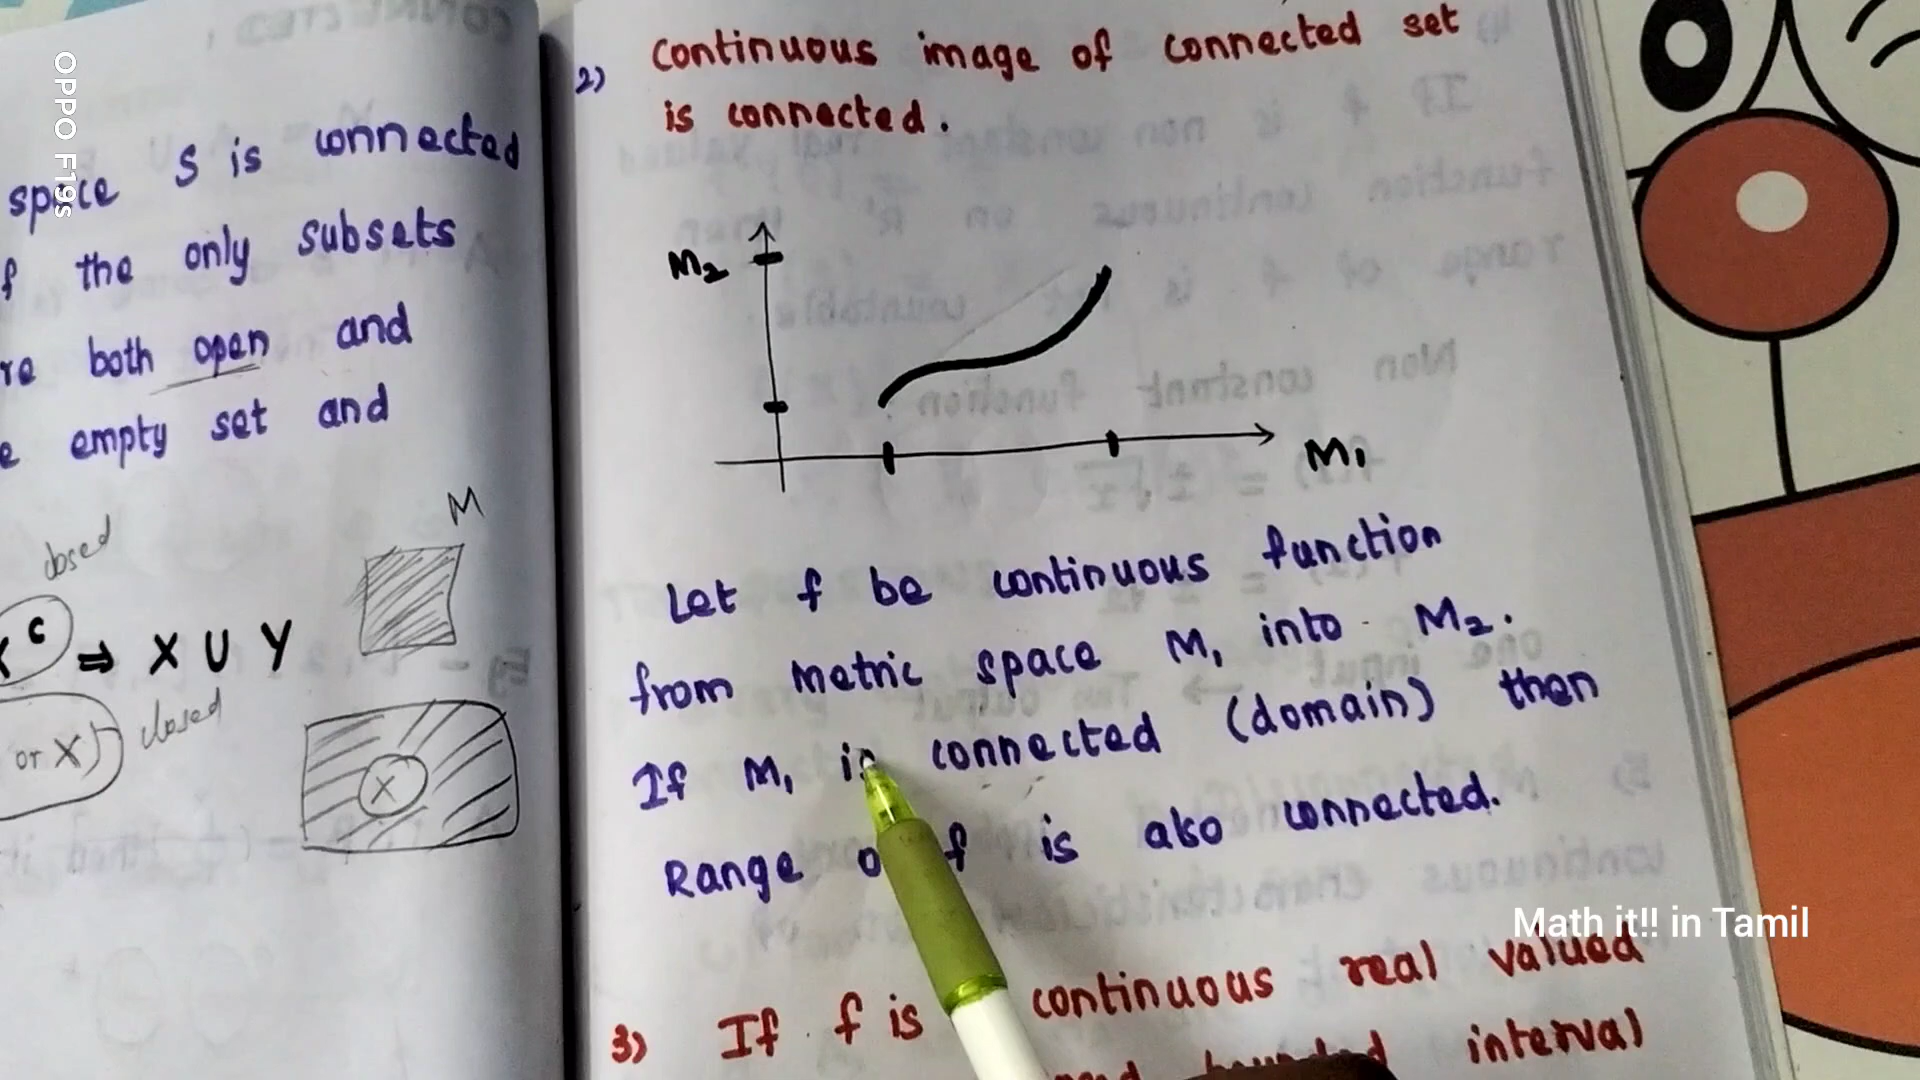 OPPO F19s
space S is connected
f the only subsets
re both open and
e empty set and
M
closed
c ⇒ X U Y
or X) closed
X
2) Continuous image of connected set
is connected.
M₂
M₁
Let f be continuous function
from metric space M₁ into M₂.
If M₁ is connected (domain) then
Range of f is also connected.
Math it!! in Tamil
3) If f is continuous real valued
bounded interval